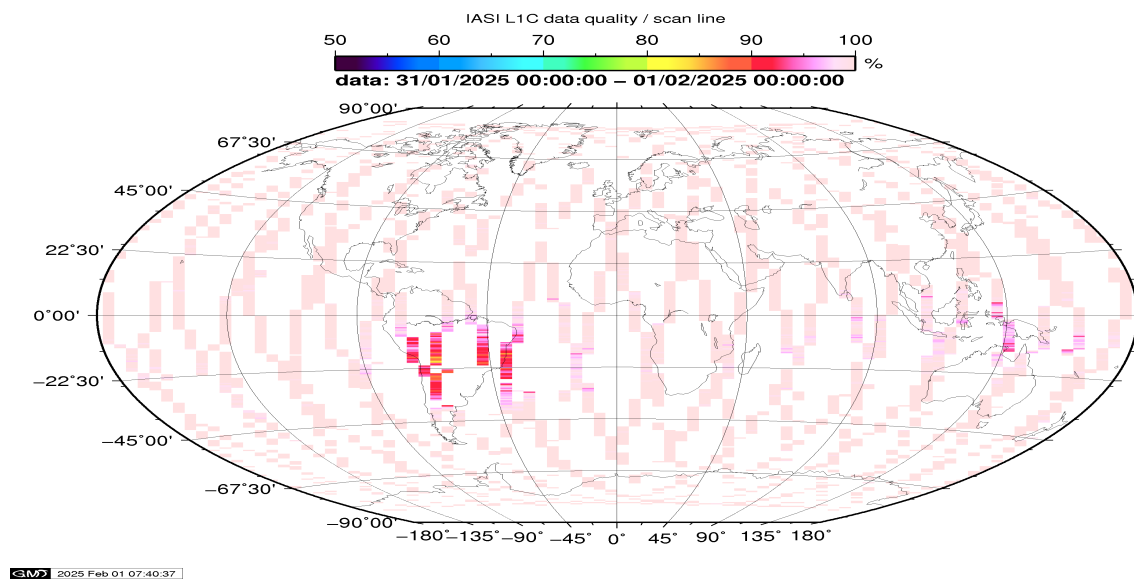 IASI L1C data quality / scan line
50 60 70 80 90 100
%
data: 31/01/2025 00:00:00 – 01/02/2025 00:00:00
90°00'
67°30'
45°00'
22°30'
0°00'
−22°30'
−45°00'
−67°30'
−90°00'
−180° −135° −90° −45° 0° 45° 90° 135° 180°
GMD 2025 Feb 01 07:40:37